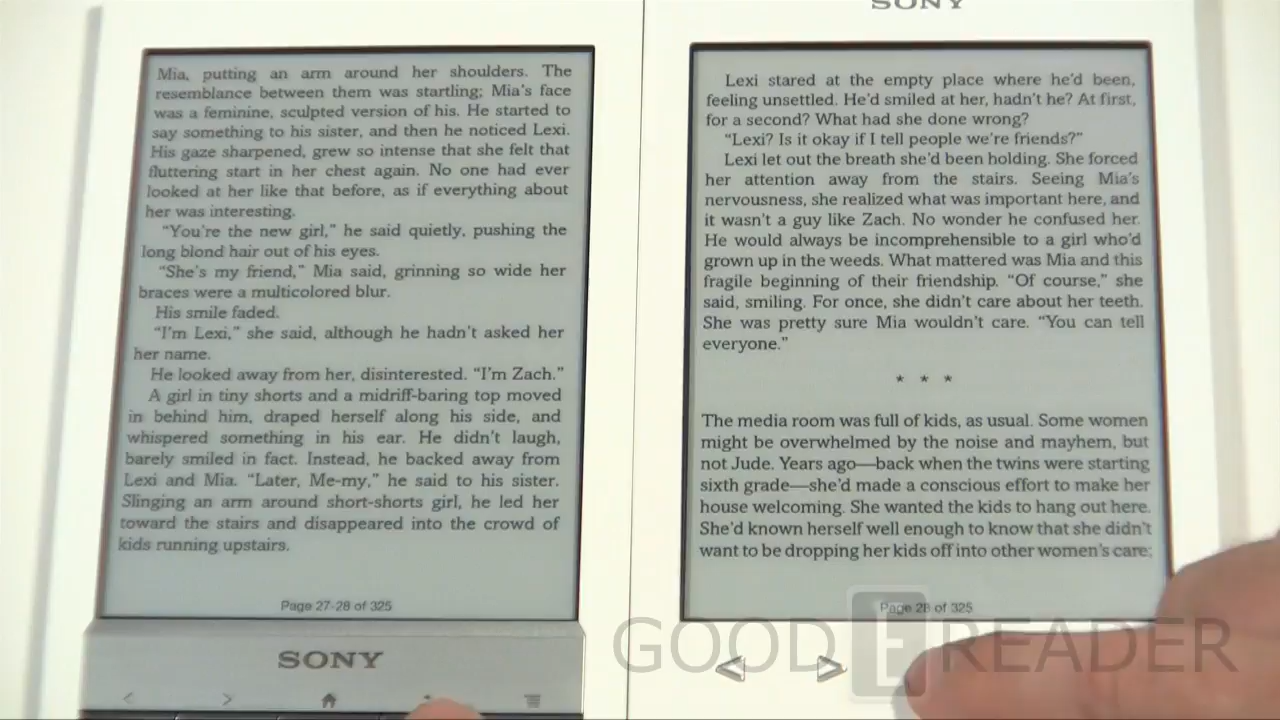 Mia, putting an arm around her shoulders. The
resemblance between them was startling; Mia's face
was a feminine, sculpted version of his. He started to
say something to his sister, and then he noticed Lexi.
His gaze sharpened, grew so intense that she felt that
fluttering start in her chest again. No one had ever
looked at her like that before, as if everything about
her was interesting.
“You're the new girl,” he said quietly, pushing the
long blond hair out of his eyes.
“She's my friend,” Mia said, grinning so wide her
braces were a multicolored blur.
His smile faded.
“I'm Lexi,” she said, although he hadn't asked her
her name.
He looked away from her, disinterested. “I'm Zach.”
A girl in tiny shorts and a midriff-baring top moved
in behind him, draped herself along his side, and
whispered something in his ear. He didn't laugh,
barely smiled in fact. Instead, he backed away from
Lexi and Mia. “Later, Me-my,” he said to his sister.
Slinging an arm around short-shorts girl, he led her
toward the stairs and disappeared into the crowd of
kids running upstairs.
Page 27-28 of 325
SONY
SONY
Lexi stared at the empty place where he'd been,
feeling unsettled. He'd smiled at her, hadn't he? At first,
for a second? What had she done wrong?
“Lexi? Is it okay if I tell people we're friends?”
Lexi let out the breath she'd been holding. She forced
her attention away from the stairs. Seeing Mia's
nervousness, she realized what was important here, and
it wasn't a guy like Zach. No wonder he confused her.
He would always be incomprehensible to a girl who'd
grown up in the weeds. What mattered was Mia and this
fragile beginning of their friendship. “Of course,” she
said, smiling. For once, she didn't care about her teeth.
She was pretty sure Mia wouldn't care. “You can tell
everyone.”
* * *
The media room was full of kids, as usual. Some women
might be overwhelmed by the noise and mayhem, but
not Jude. Years ago—back when the twins were starting
sixth grade—she'd made a conscious effort to make her
house welcoming. She wanted the kids to hang out here.
She'd known herself well enough to know that she didn't
want to be dropping her kids off into other women's care;
Page 28 of 325
GOOD E READER